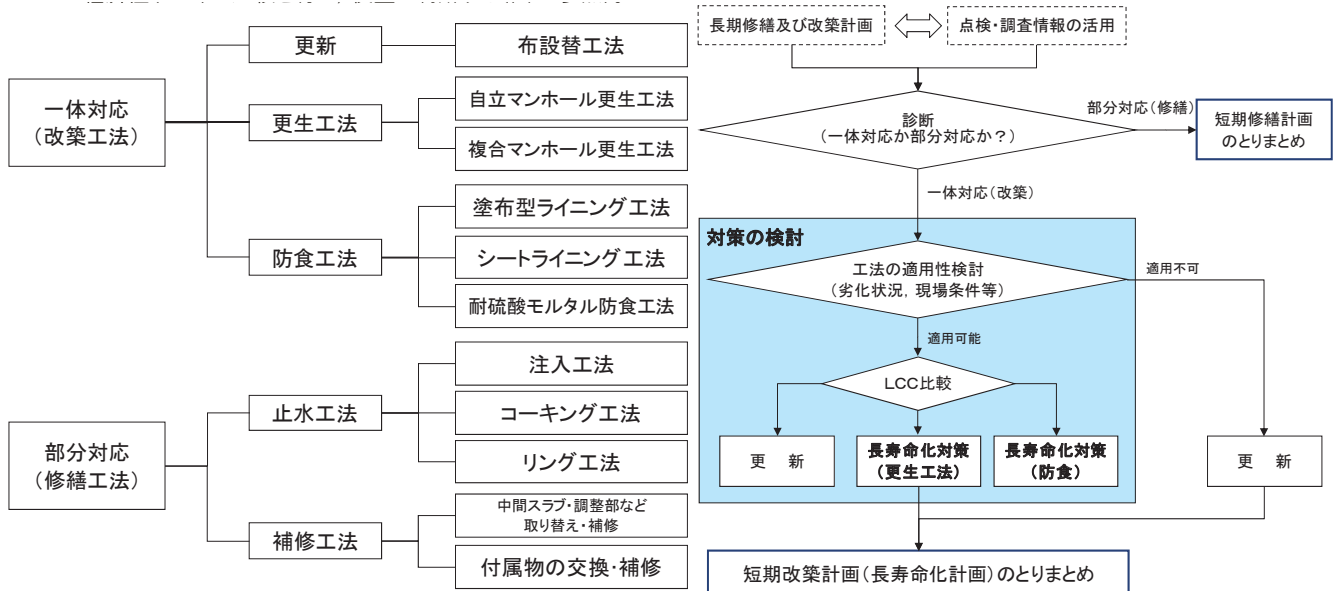 一体対応
(改築工法)
更新
布設替工法
更生工法
自立マンホール更生工法
複合マンホール更生工法
防食工法
塗布型ライニング工法
シートライニング工法
耐硫酸モルタル防食工法
部分対応
(修繕工法)
止水工法
注入工法
コーキング工法
リング工法
補修工法
中間スラブ・調整部など
取り替え・補修
付属物の交換・補修
長期修繕及び改築計画
点検・調査情報の活用
診断
(一体対応か部分対応か？)
部分対応(修繕)
短期修繕計画
のとりまとめ
一体対応(改築)
対策の検討
工法の適用性検討
(劣化状況，現場条件等)
適用不可
適用可能
LCC比較
更　新
長寿命化対策
(更生工法)
長寿命化対策
(防食)
更　新
短期改築計画(長寿命化計画)のとりまとめ